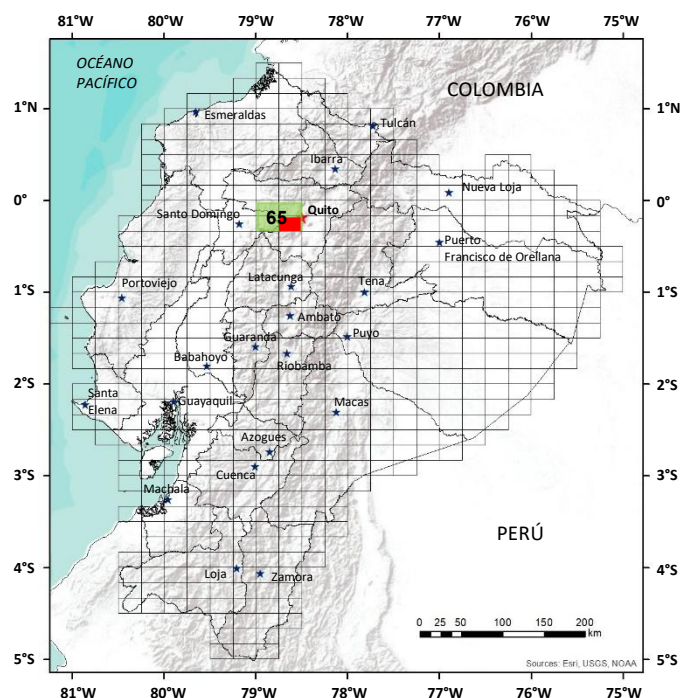 81°W 80°W 79°W 78°W 77°W 76°W 75°W
OCÉANO
PACÍFICO
COLOMBIA
1°N 1°N
Esmeraldas
Tulcán
Ibarra
Nueva Loja
0° 0°
65
Quito
Santo Domingo
Puerto
Francisco de Orellana
Latacunga
Tena
Portoviejo
1°S 1°S
Ambato
Guaranda
Puyo
Babahoyo
Riobamba
2°S 2°S
Santa
Elena
Guayaquil
Macas
Azogues
3°S 3°S
Cuenca
Machala
PERÚ
4°S 4°S
Loja
Zamora
0 25 50 100 150 200
km
5°S 5°S
Sources: Esri, USGS, NOAA
81°W 80°W 79°W 78°W 77°W 76°W 75°W